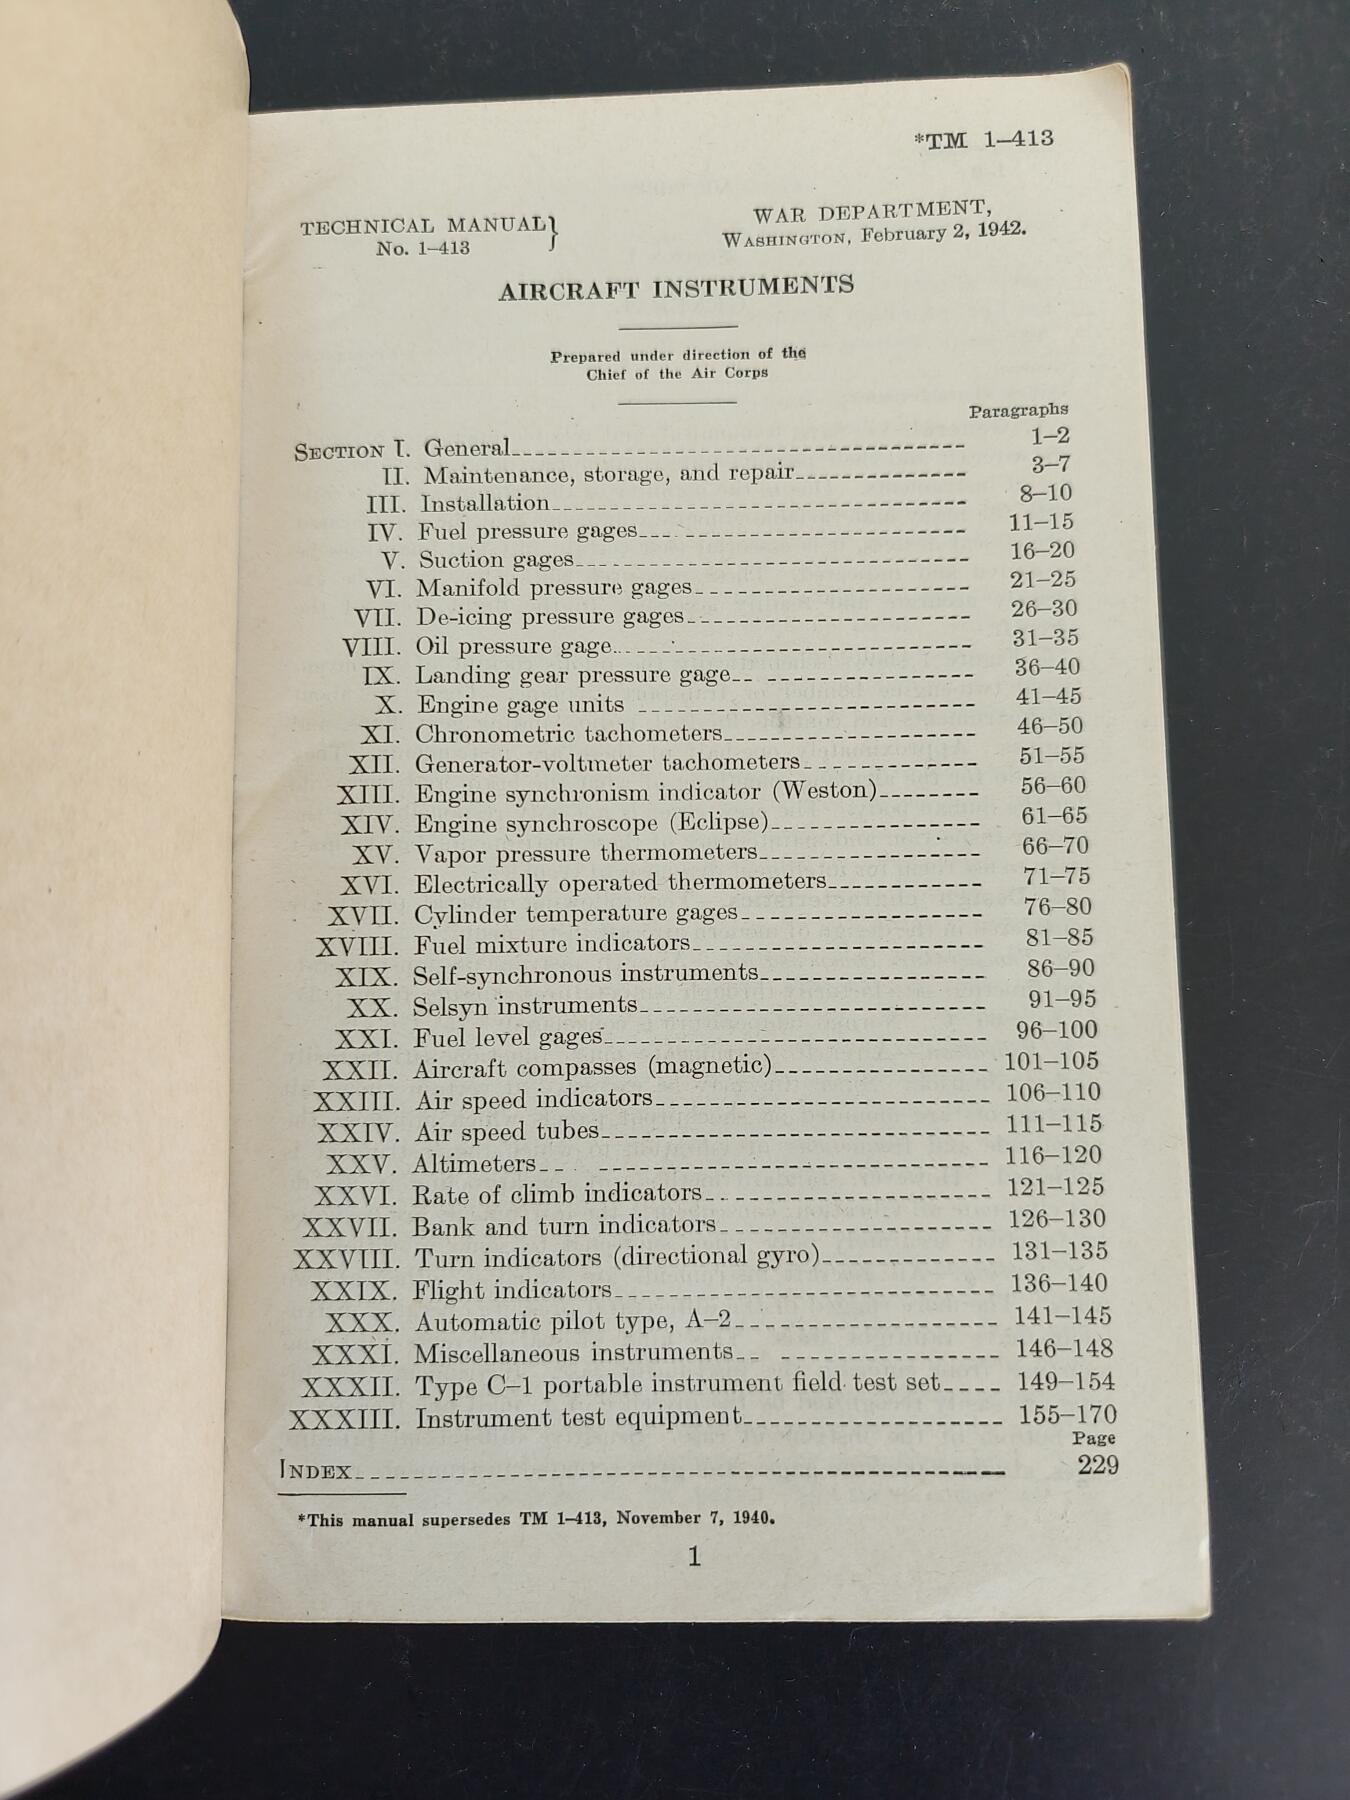 *TM 1–413
TECHNICAL MANUAL}
No. 1–413
WAR DEPARTMENT,
WASHINGTON, February 2, 1942.
AIRCRAFT INSTRUMENTS
Prepared under direction of the
Chief of the Air Corps
Paragraphs
SECTION I. General 1–2
II. Maintenance, storage, and repair 3–7
III. Installation 8–10
IV. Fuel pressure gages 11–15
V. Suction gages 16–20
VI. Manifold pressure gages 21–25
VII. De-icing pressure gages 26–30
VIII. Oil pressure gage 31–35
IX. Landing gear pressure gage 36–40
X. Engine gage units 41–45
XI. Chronometric tachometers 46–50
XII. Generator-voltmeter tachometers 51–55
XIII. Engine synchronism indicator (Weston) 56–60
XIV. Engine synchroscope (Eclipse) 61–65
XV. Vapor pressure thermometers 66–70
XVI. Electrically operated thermometers 71–75
XVII. Cylinder temperature gages 76–80
XVIII. Fuel mixture indicators 81–85
XIX. Self-synchronous instruments 86–90
XX. Selsyn instruments 91–95
XXI. Fuel level gages 96–100
XXII. Aircraft compasses (magnetic) 101–105
XXIII. Air speed indicators 106–110
XXIV. Air speed tubes 111–115
XXV. Altimeters 116–120
XXVI. Rate of climb indicators 121–125
XXVII. Bank and turn indicators 126–130
XXVIII. Turn indicators (directional gyro) 131–135
XXIX. Flight indicators 136–140
XXX. Automatic pilot type, A–2 141–145
XXXI. Miscellaneous instruments 146–148
XXXII. Type C–1 portable instrument field test set 149–154
XXXIII. Instrument test equipment 155–170
Page
INDEX 229
*This manual supersedes TM 1–413, November 7, 1940.
1